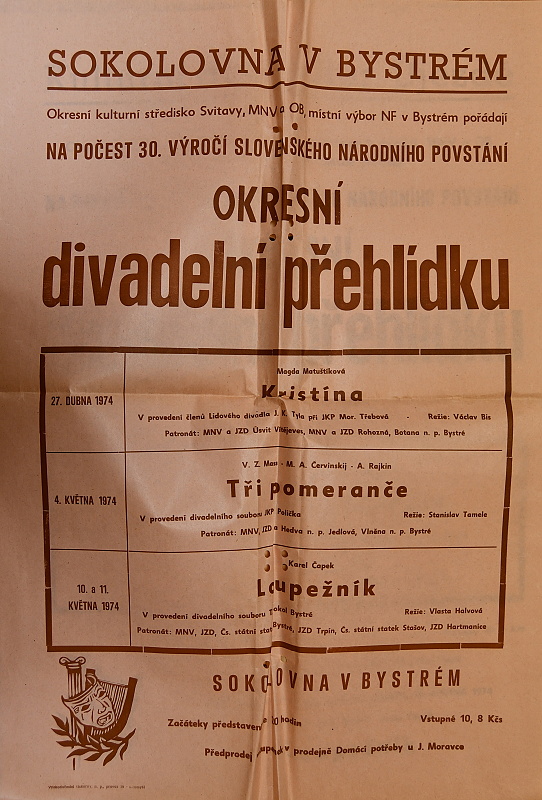 SOKOLOVNA V BYSTRÉM
Okresní kulturní středisko Svitavy, MNV a OB, místní výbor NF v Bystrém pořádají
NA POČEST 30. VÝROČÍ SLOVENSKÉHO NÁRODNÍHO POVSTÁNÍ
OKRESNÍ
divadelní přehlídku
27. DUBNA 1974
Magda Matuštíková
Kristína
V provedení členů Lidového divadla J. K. Tyla při JKP Mor. Třebová - Režie: Václav Bis
Patronát: MNV a JZD Úsvit Vítějeves, MNV a JZD Rohozná, Botana n. p. Bystré
4. KVĚTNA 1974
V. Z. Mass - M. A. Červinskij - A. Rajkin
Tři pomeranče
V provedení divadelního souboru JKP Polička Režie: Stanislav Tamele
Patronát: MNV, JZD a Hedva n. p. Jedlová, Vlněna n. p. Bystré
10. a 11.
KVĚTNA 1974
Karel Čapek
Loupežník
V provedení divadelního souboru Sokol Bystré Režie: Vlasta Halvová
Patronát: MNV, JZD, Čs. státní stat Bystré, JZD Trpín, Čs. státní statek Stašov, JZD Hartmanice
SOKOLOVNA V BYSTRÉM
Začátky představen 20 hodin Vstupné 10, 8 Kčs
Předprodej v prodejně Domácí potřeby u J. Moravce